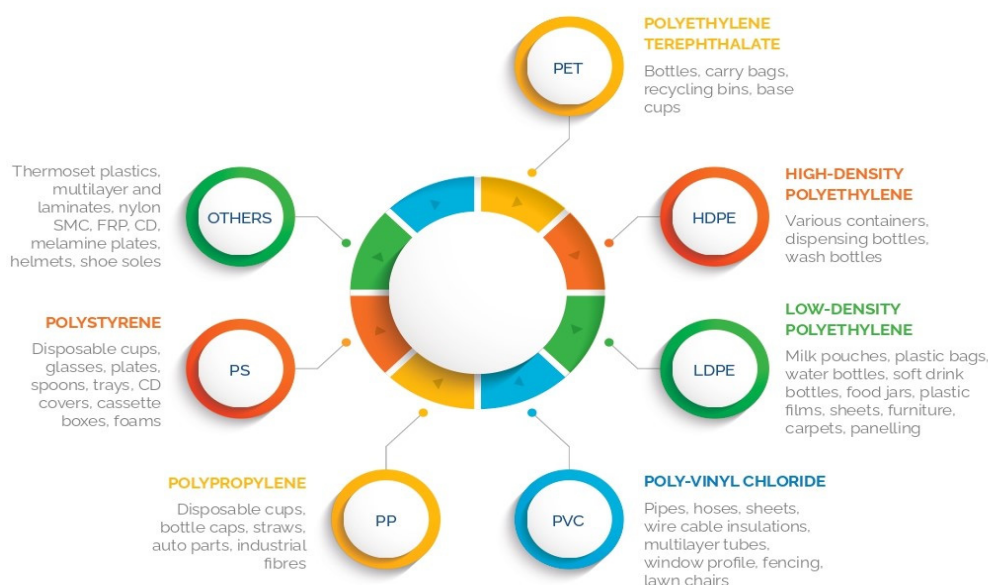 PET
POLYETHYLENE
TEREPHTHALATE
Bottles, carry bags,
recycling bins, base
cups
HDPE
HIGH-DENSITY
POLYETHYLENE
Various containers,
dispensing bottles,
wash bottles
LDPE
LOW-DENSITY
POLYETHYLENE
Milk pouches, plastic bags,
water bottles, soft drink
bottles, food jars, plastic
films, sheets, furniture,
carpets, panelling
PVC
POLY-VINYL CHLORIDE
Pipes, hoses, sheets,
wire cable insulations,
multilayer tubes,
window profile, fencing,
lawn chairs
PP
POLYPROPYLENE
Disposable cups,
bottle caps, straws,
auto parts, industrial
fibres
PS
POLYSTYRENE
Disposable cups,
glasses, plates,
spoons, trays, CD
covers, cassette
boxes, foams
OTHERS
Thermoset plastics,
multilayer and
laminates, nylon
SMC, FRP, CD,
melamine plates,
helmets, shoe soles